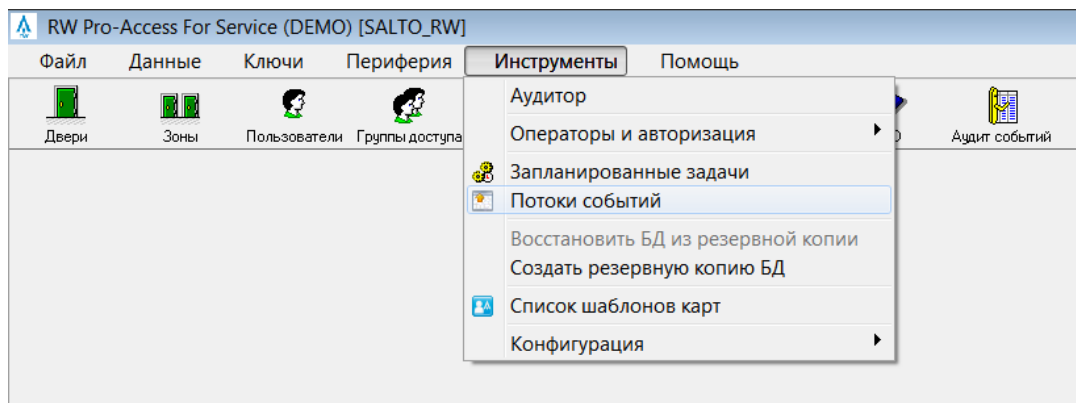 RW Pro-Access For Service (DEMO) [SALTO_RW]
Файл Данные Ключи Периферия Инструменты Помощь
Двери Зоны Пользователи Группы доступа Аудит событий
Аудитор
Операторы и авторизация
Запланированные задачи
Потоки событий
Восстановить БД из резервной копии
Создать резервную копию БД
Список шаблонов карт
Конфигурация